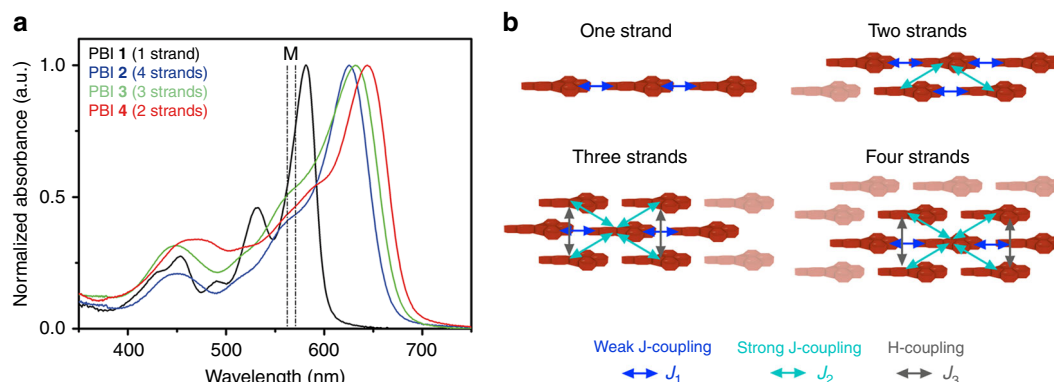 a
PBI 1 (1 strand)
PBI 2 (4 strands)
PBI 3 (3 strands)
PBI 4 (2 strands)
M
Normalized absorbance (a.u.)
1.0
0.5
0.0
400 500 600 700
Wavelength (nm)
b
One strand
Two strands
Three strands
Four strands
Weak J-coupling Strong J-coupling H-coupling
J1 J2 J3